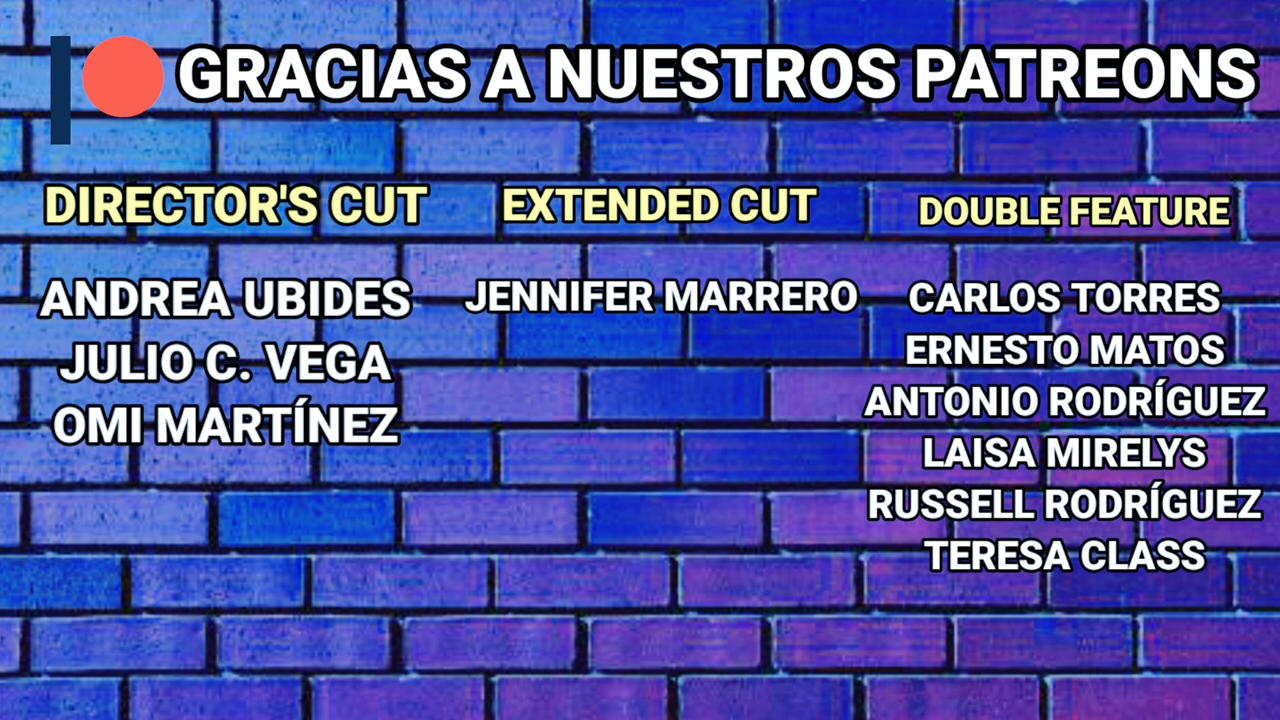 GRACIAS A NUESTROS PATREONS
DIRECTOR'S CUT
ANDREA UBIDES
JULIO C. VEGA
OMI MARTÍNEZ
EXTENDED CUT
JENNIFER MARRERO
DOUBLE FEATURE
CARLOS TORRES
ERNESTO MATOS
ANTONIO RODRÍGUEZ
LAISA MIRELYS
RUSSELL RODRÍGUEZ
TERESA CLASS